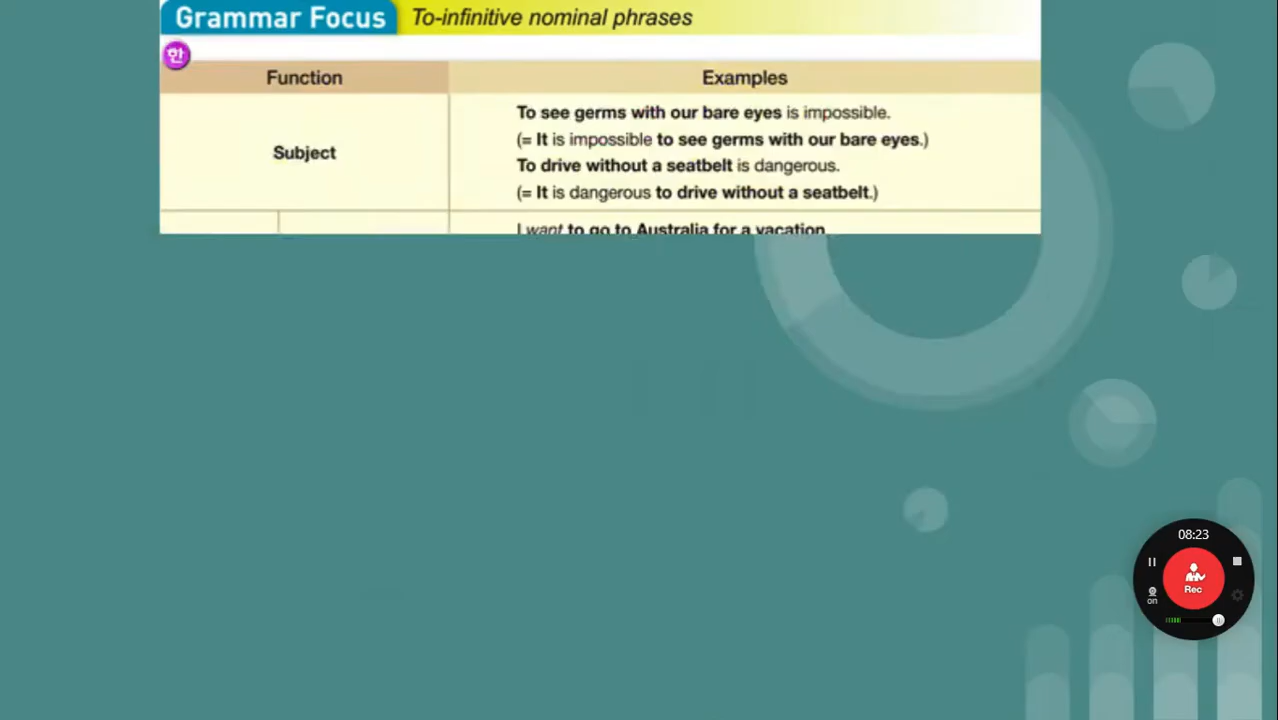 Grammar Focus To-infinitive nominal phrases
한
Function Examples
Subject
To see germs with our bare eyes is impossible.
(= It is impossible to see germs with our bare eyes.)
To drive without a seatbelt is dangerous.
(= It is dangerous to drive without a seatbelt.)
I want to go to Australia for a vacation
08:23
Rec
on